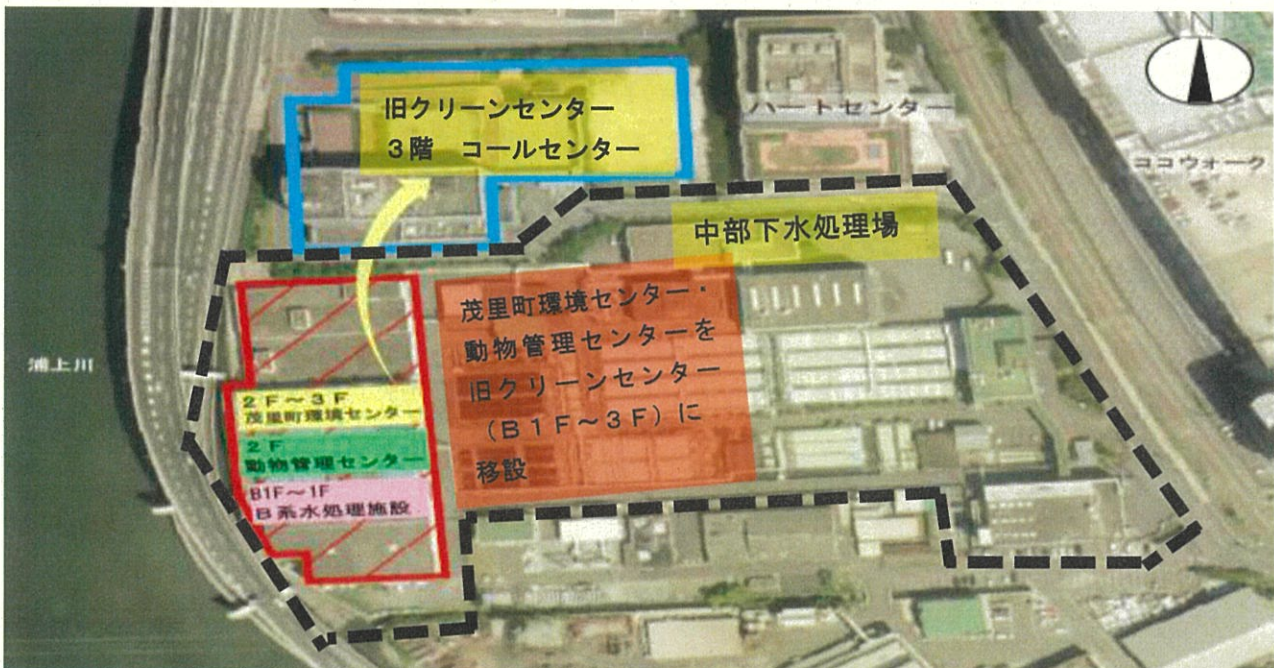 N
旧クリーンセンター
3階 コールセンター
ハートセンター
ココウォーク
中部下水処理場
茂里町環境センター・
動物管理センターを
旧クリーンセンター
(B1F~3F)に
移設
浦上川
2F~3F
茂里町環境センター
2F
動物管理センター
B1F~1F
B系水処理施設